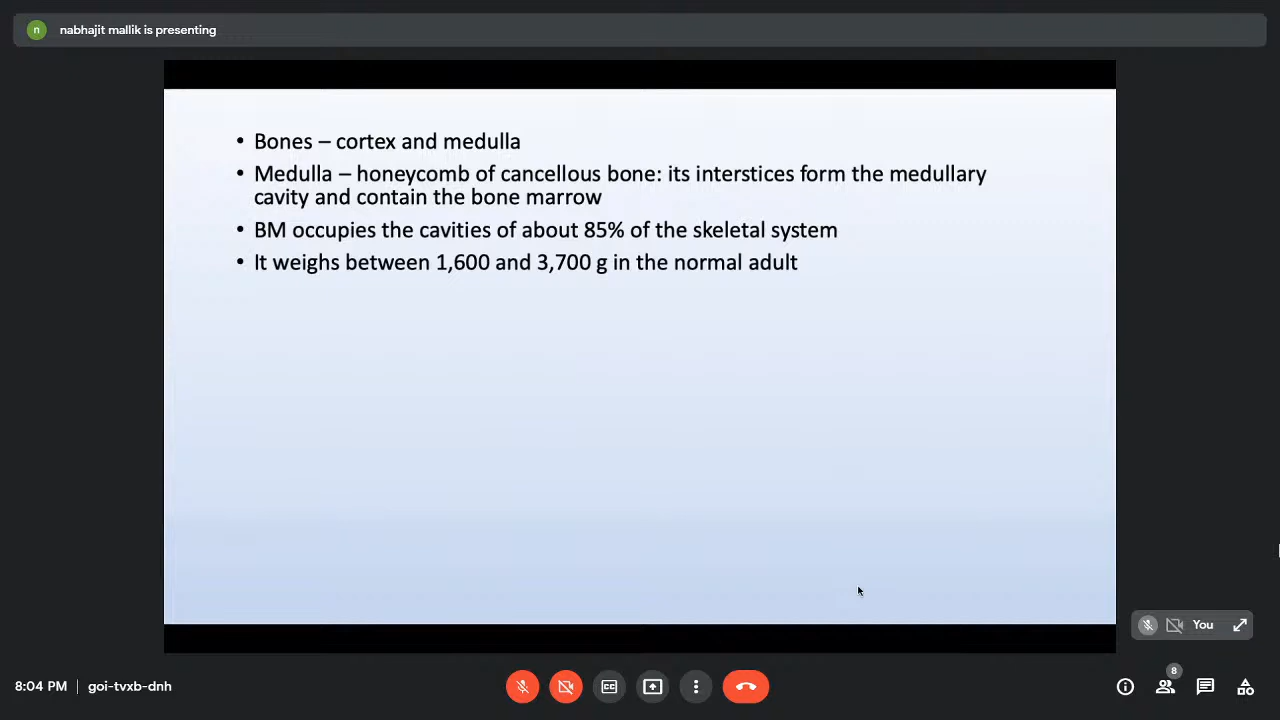 n nabhajit mallik is presenting
• Bones – cortex and medulla
• Medulla – honeycomb of cancellous bone: its interstices form the medullary
cavity and contain the bone marrow
• BM occupies the cavities of about 85% of the skeletal system
• It weighs between 1,600 and 3,700 g in the normal adult
You
8:04 PM | goi-tvxb-dnh
8